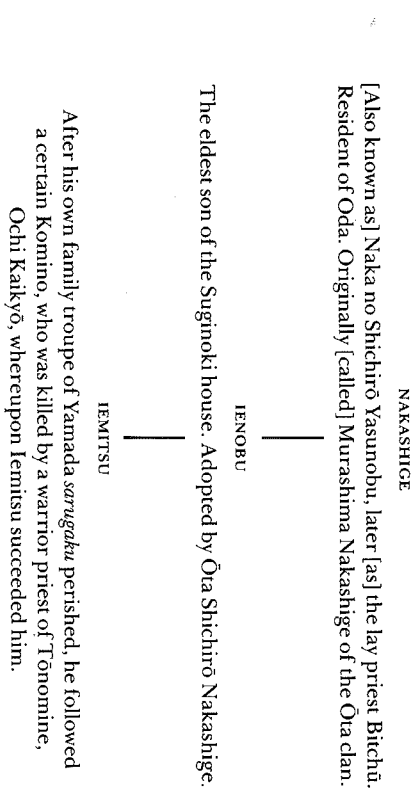 NAKASHIGE
[Also known as] Naka no Shichirō Yasunobu, later [as] the lay priest Bitchū.
Resident of Oda. Originally [called] Murashima Nakashige of the Ōta clan.
IENOBU
The eldest son of the Suginoki house. Adopted by Ōta Shichirō Nakashige.
IEMITSU
After his own family troupe of Yamada sarugaku perished, he followed
a certain Komino, who was killed by a warrior priest of Tōnomine,
Ochi Kaikyō, whereupon Iemitsu succeeded him.